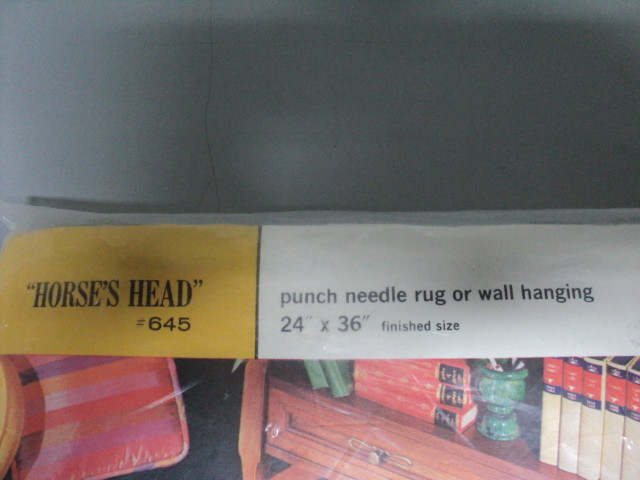 "HORSE'S HEAD"
#645
punch needle rug or wall hanging
24" x 36" finished size